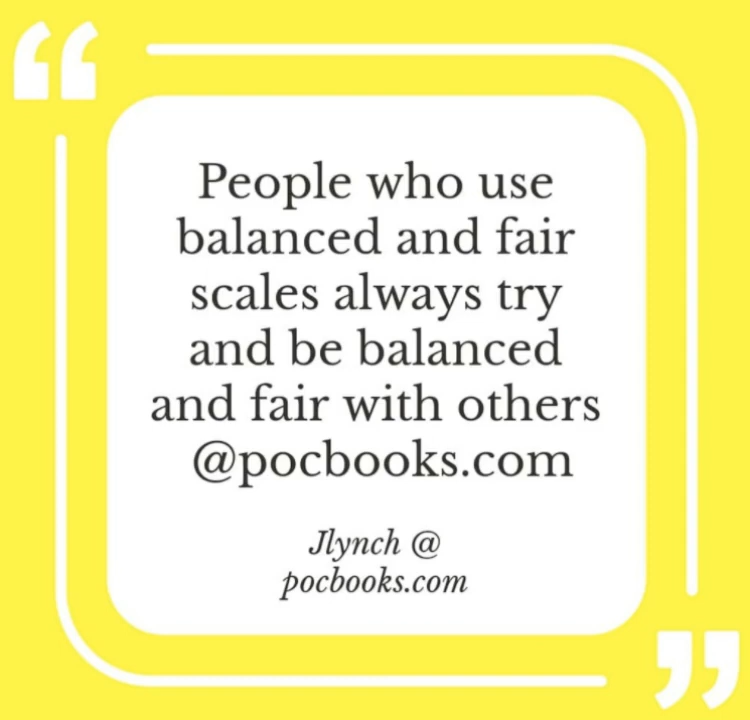 People who use
balanced and fair
scales always try
and be balanced
and fair with others
@pocbooks.com
Jlynch @
pocbooks.com